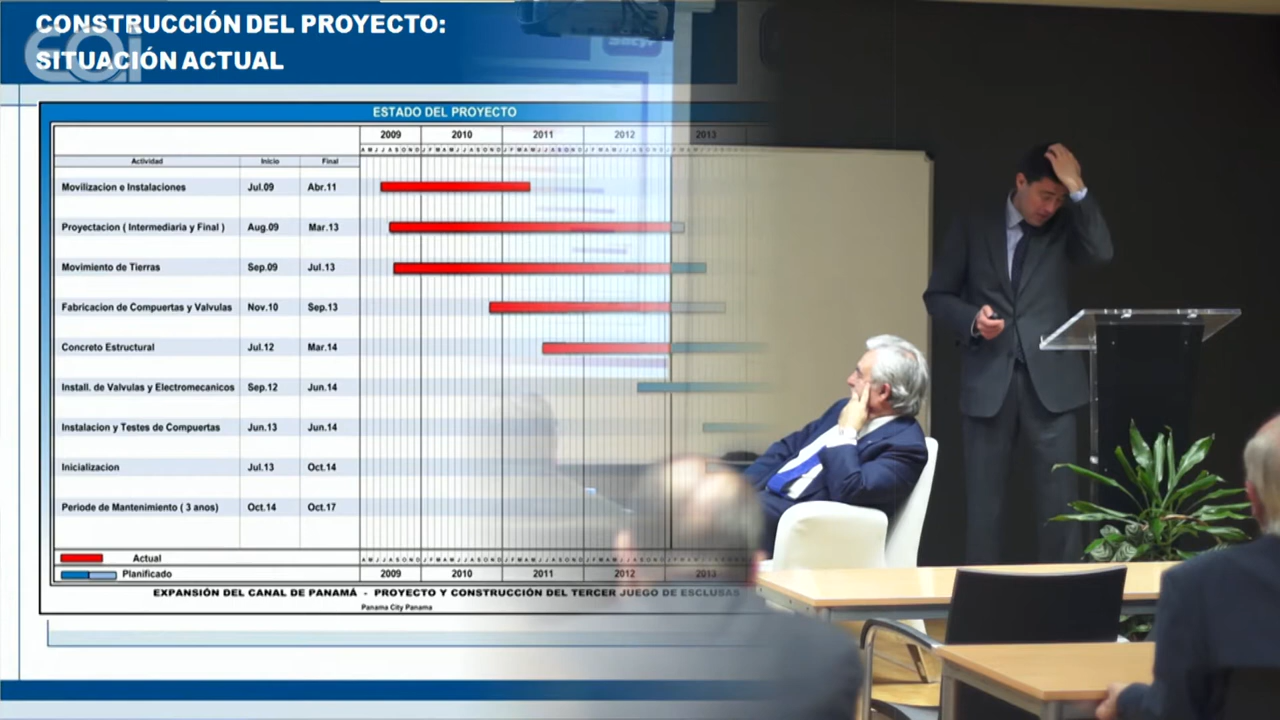 CONSTRUCCIÓN DEL PROYECTO:
SITUACIÓN ACTUAL
EOi
ESTADO DEL PROYECTO
2009 2010 2011 2012 2013
A M J J A S O N D J F M A M J J A S O N D J F M A M J J A S O N D J F M A M J J A S O N D
Actividad Inicio Final
Movilizacion e Instalaciones Jul.09 Abr.11
Proyectacion ( Intermediaria y Final ) Aug.09 Mar.13
Movimiento de Tierras Sep.09 Jul.13
Fabricacion de Compuertas y Valvulas Nov.10 Sep.13
Concreto Estructural Jul.12 Mar.14
Install. de Valvulas y Electromecanicos Sep.12 Jun.14
Instalacion y Testes de Compuertas Jun.13 Jun.14
Inicializacion Jul.13 Oct.14
Periode de Mantenimiento ( 3 anos) Oct.14 Oct.17
Actual
Planificado
2009 2010 2011 2012 2013
EXPANSIÓN DEL CANAL DE PANAMÁ - PROYECTO Y CONSTRUCCIÓN DEL TERCER JUEGO DE ESCLUSAS
Panama City Panama